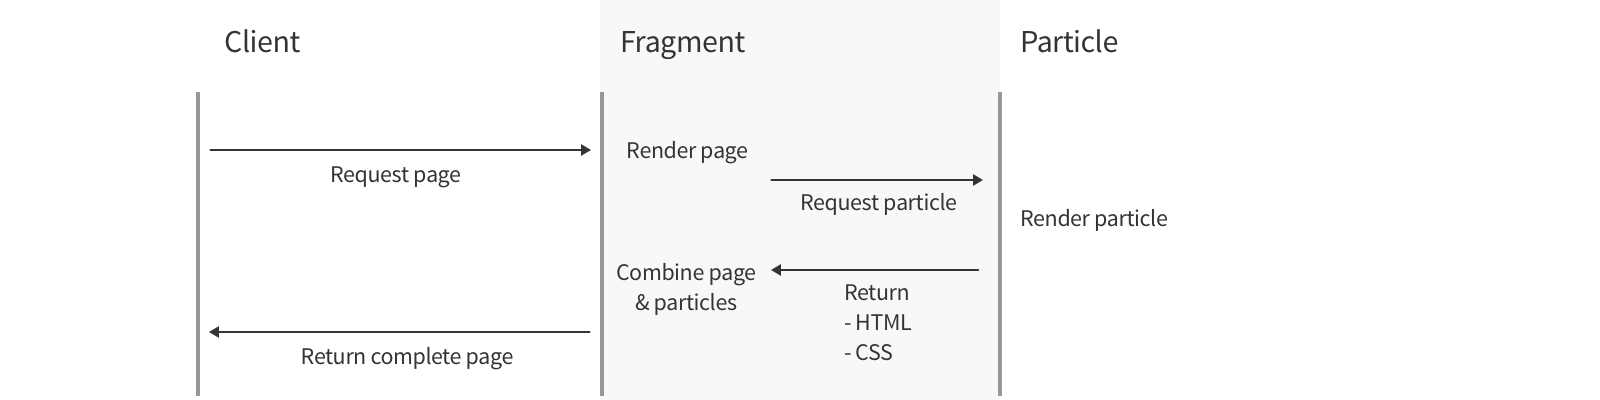 Client
Fragment
Particle
Request page
Render page
Request particle
Render particle
Combine page
& particles
Return
- HTML
- CSS
Return complete page